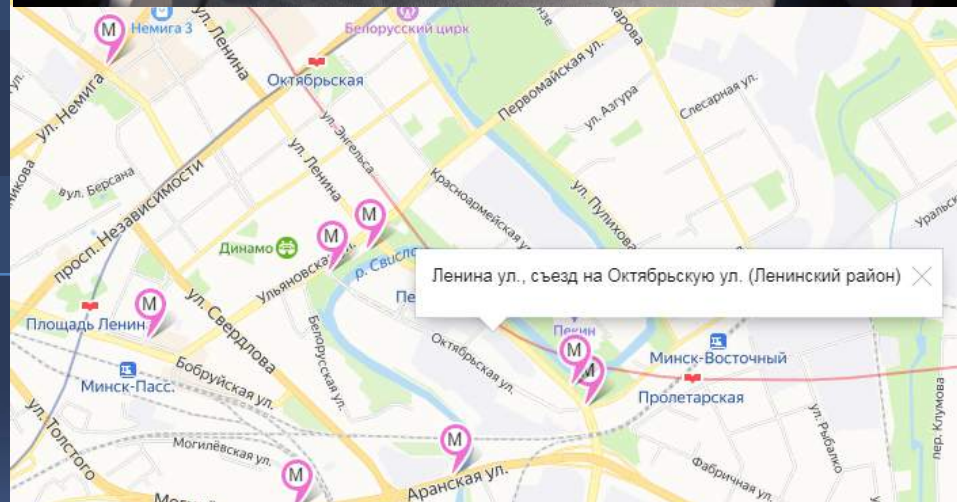 Немига 3
Белорусский цирк
ул. Ленина
Октябрьская
Первомайская ул.
ул. Немига
ул. Азгура
Слесарная ул.
ул. Энгельса
ул. Ленина
вул. Берсана
Красноармейская
ул. Пулихова
просп. Независимости
Динамо
Ульяновская
р. Свисло
Ленина ул., съезд на Октябрьскую ул. (Ленинский район)
Площадь Ленин
ул. Свердлова
Белорусская ул.
Октябрьская ул.
Пекин
Минск-Восточный
Минск-Пасс.
Бобруйская ул.
Пролетарская
ул. Толстого
Могилёвская ул.
Аранская ул.
Фабричная ул.
ул. Рыбалко
пер. Клумова
M
M
M
M
M
M
M
M